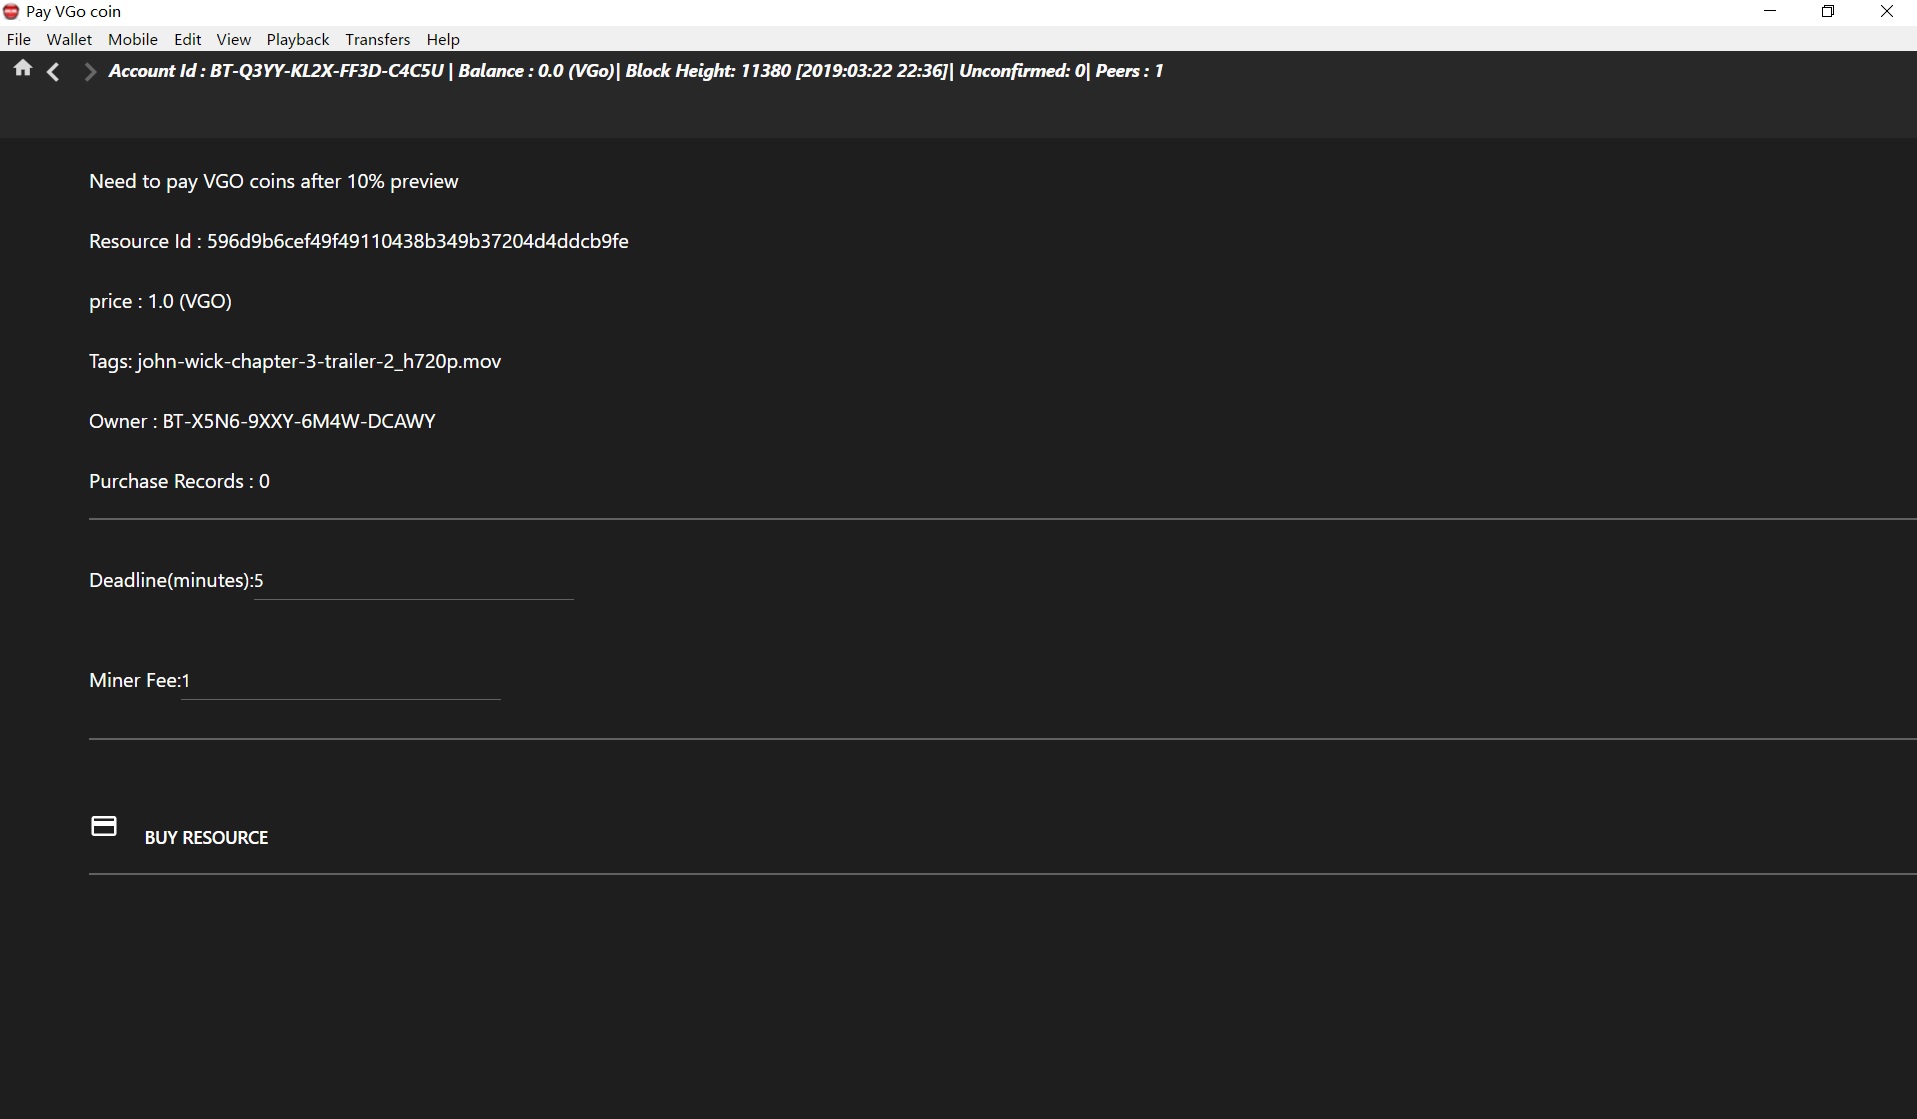 Pay VGo coin
File Wallet Mobile Edit View Playback Transfers Help
Account Id : BT-Q3YY-KL2X-FF3D-C4C5U | Balance : 0.0 (VGo)| Block Height: 11380 [2019:03:22 22:36]| Unconfirmed: 0| Peers : 1
Need to pay VGO coins after 10% preview
Resource Id : 596d9b6cef49f49110438b349b37204d4ddcb9fe
price : 1.0 (VGO)
Tags: john-wick-chapter-3-trailer-2_h720p.mov
Owner : BT-X5N6-9XXY-6M4W-DCAWY
Purchase Records : 0
Deadline(minutes):5
Miner Fee:1
BUY RESOURCE